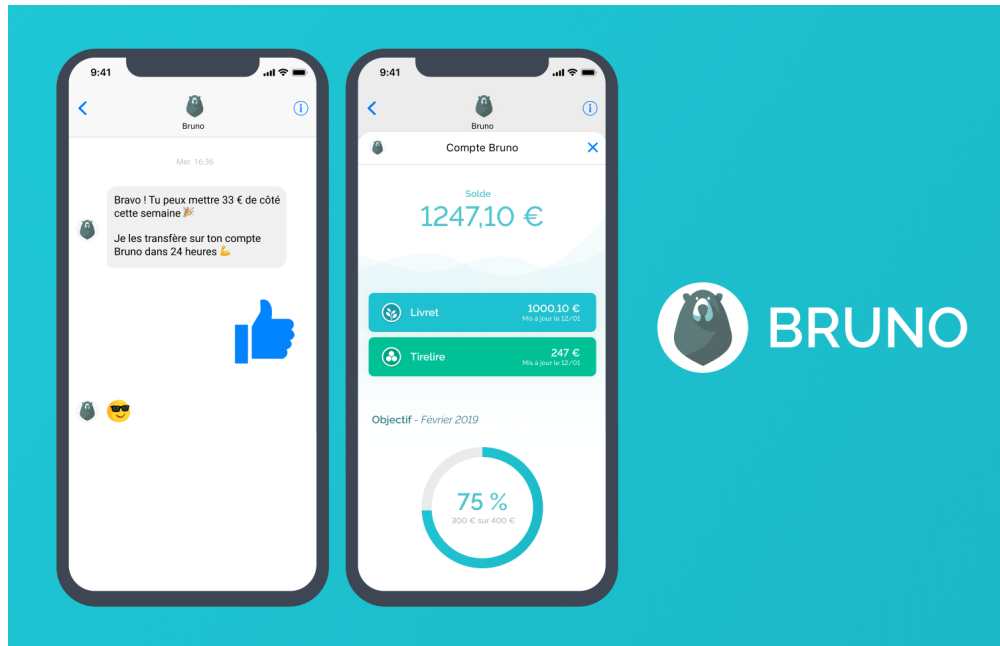 9:41
Bruno
Mer. 16:36
Bravo ! Tu peux mettre 33 € de côté
cette semaine 🎉
Je les transfère sur ton compte
Bruno dans 24 heures 💪
9:41
Bruno
Compte Bruno
Solde
1247,10 €
Livret
1000,10 €
Mis à jour le 12/01
Tirelire
247 €
Mis à jour le 12/01
Objectif - Février 2019
75 %
300 € sur 400 €
BRUNO